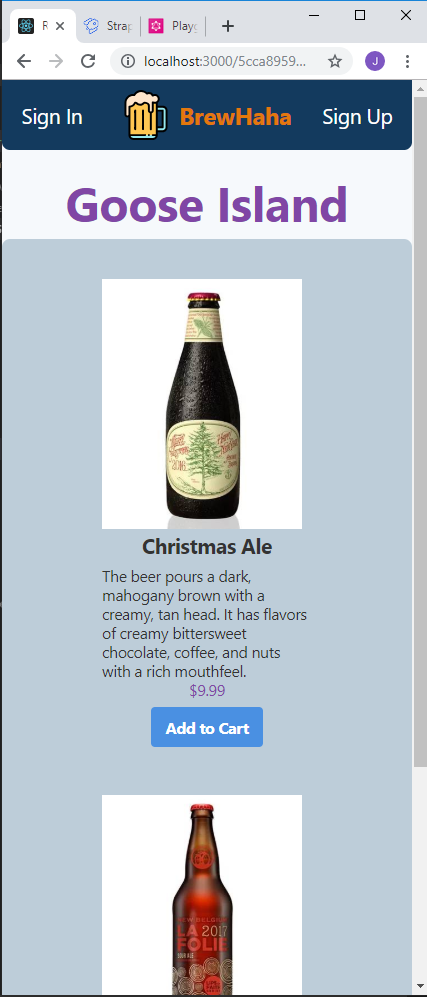 Strap
Playg
localhost:3000/5cca8959...
J
Sign In
BrewHaha
Sign Up
Goose Island
Christmas Ale
The beer pours a dark,
mahogany brown with a
creamy, tan head. It has flavors
of creamy bittersweet
chocolate, coffee, and nuts
with a rich mouthfeel.
$9.99
Add to Cart
NEW BELGIUM
LA 2017
FOLIE
SOUR ALE